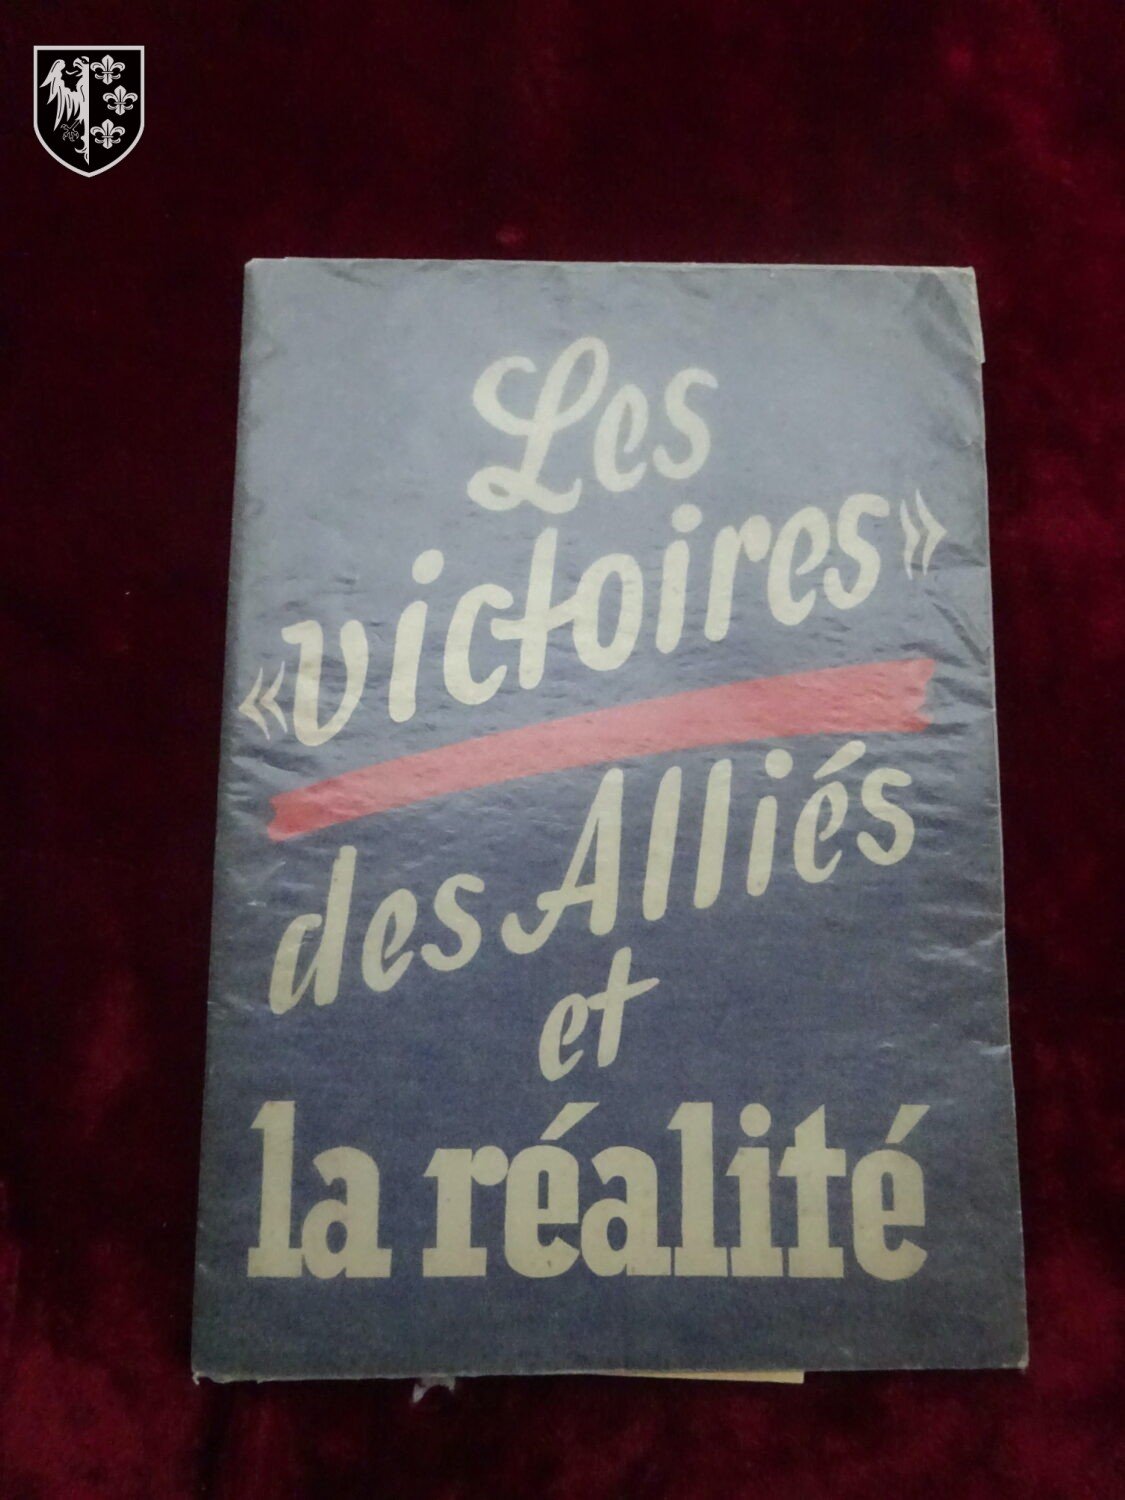 Les
«victoires»
des Alliés
et
la réalité